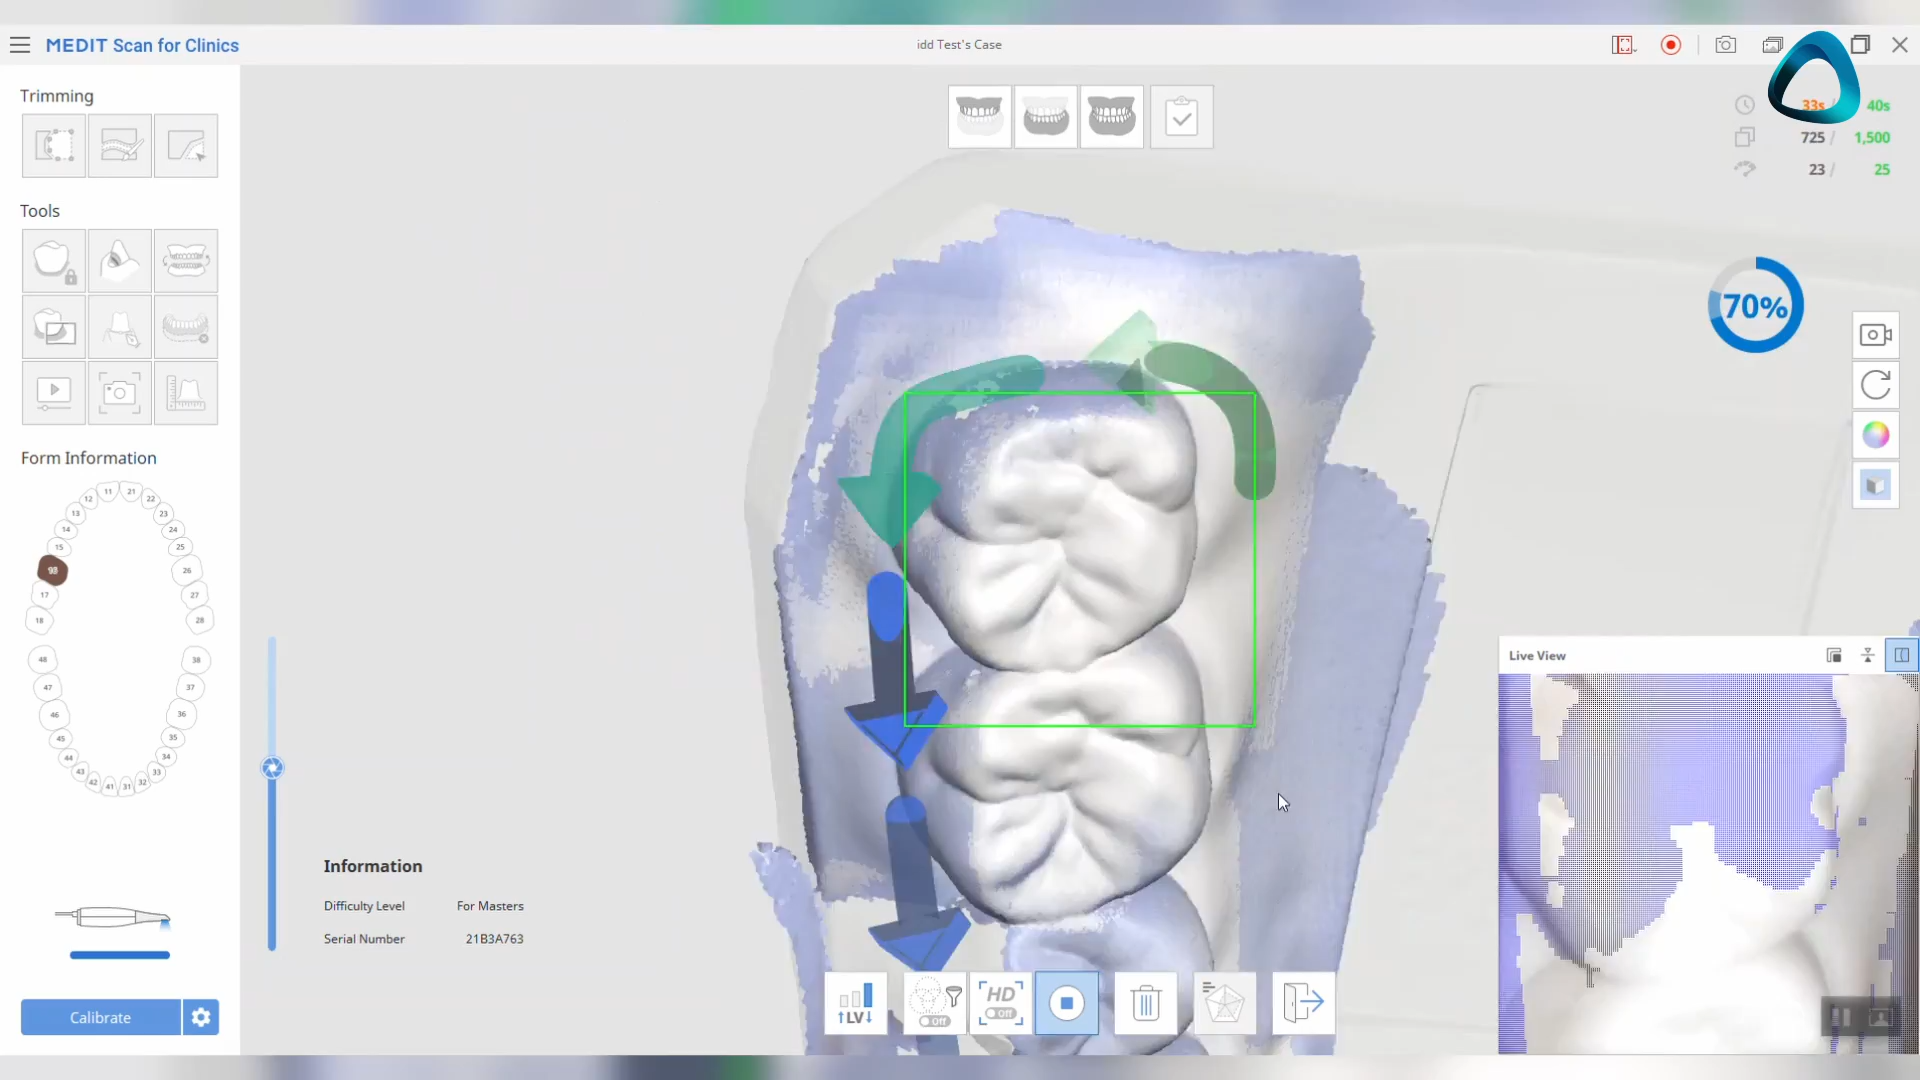 MEDIT Scan for Clinics
idd Test's Case
Trimming
33s / 40s
725 / 1,500
23 / 25
Tools
70%
Form Information
11 21
12 22
13 23
14 24
15 25
26
17 27
18 28
48 38
47 37
46 36
45 35
44 34
43 33
42 41 31 32
Live View
Information
Difficulty Level For Masters
Serial Number 21B3A763
HD
LV Off Off
Calibrate